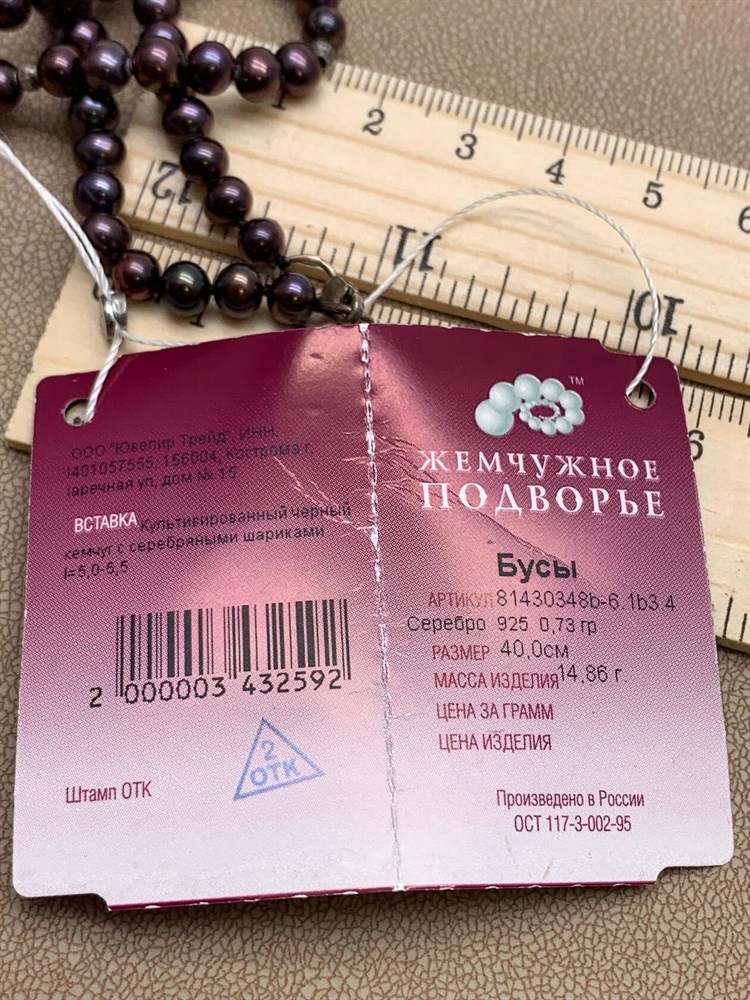 ООО "Ювелир Трейд", ИНН.
4401057555, 156004, Кострома г.
Заречная ул, дом № 15
ВСТАВКА Культивированный черный
жемчуг с серебряными шариками
l=5,0-5,5
2 000003 432592
2
ОТК
Штамп ОТК
TM
ЖЕМЧУЖНОЕ
ПОДВОРЬЕ
Бусы
АРТИКУЛ 81430348b-6.1b3 4
Серебро 925 0,73 гр
РАЗМЕР 40,0см
МАССА ИЗДЕЛИЯ 14,86 г.
ЦЕНА ЗА ГРАММ
ЦЕНА ИЗДЕЛИЯ
Произведено в России
ОСТ 117-3-002-95
1 2 3 4 5 6
12 11 10